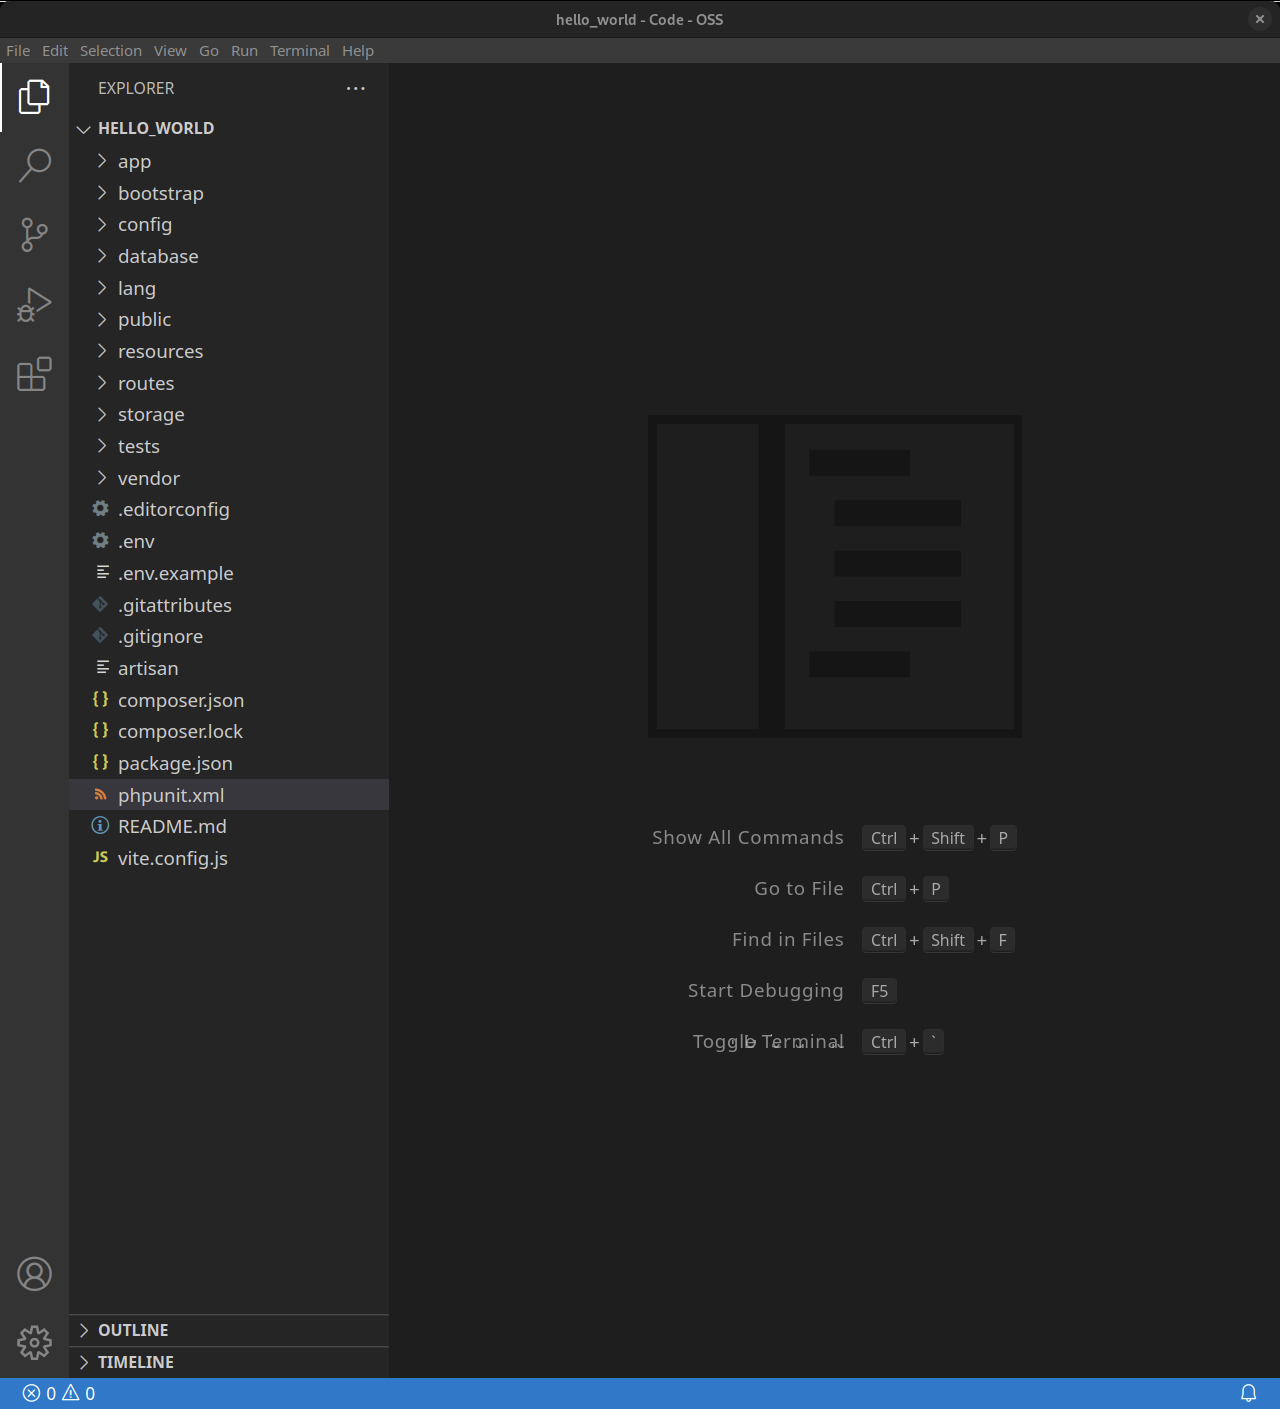 hello_world - Code - OSS
File Edit Selection View Go Run Terminal Help
EXPLORER
HELLO_WORLD
app
bootstrap
config
database
lang
public
resources
routes
storage
tests
vendor
.editorconfig
.env
.env.example
.gitattributes
.gitignore
artisan
{} composer.json
{} composer.lock
{} package.json
phpunit.xml
README.md
JS vite.config.js
OUTLINE
TIMELINE
Show All Commands Ctrl + Shift + P
Go to File Ctrl + P
Find in Files Ctrl + Shift + F
Start Debugging F5
Toggle Terminal Ctrl + `
0 0